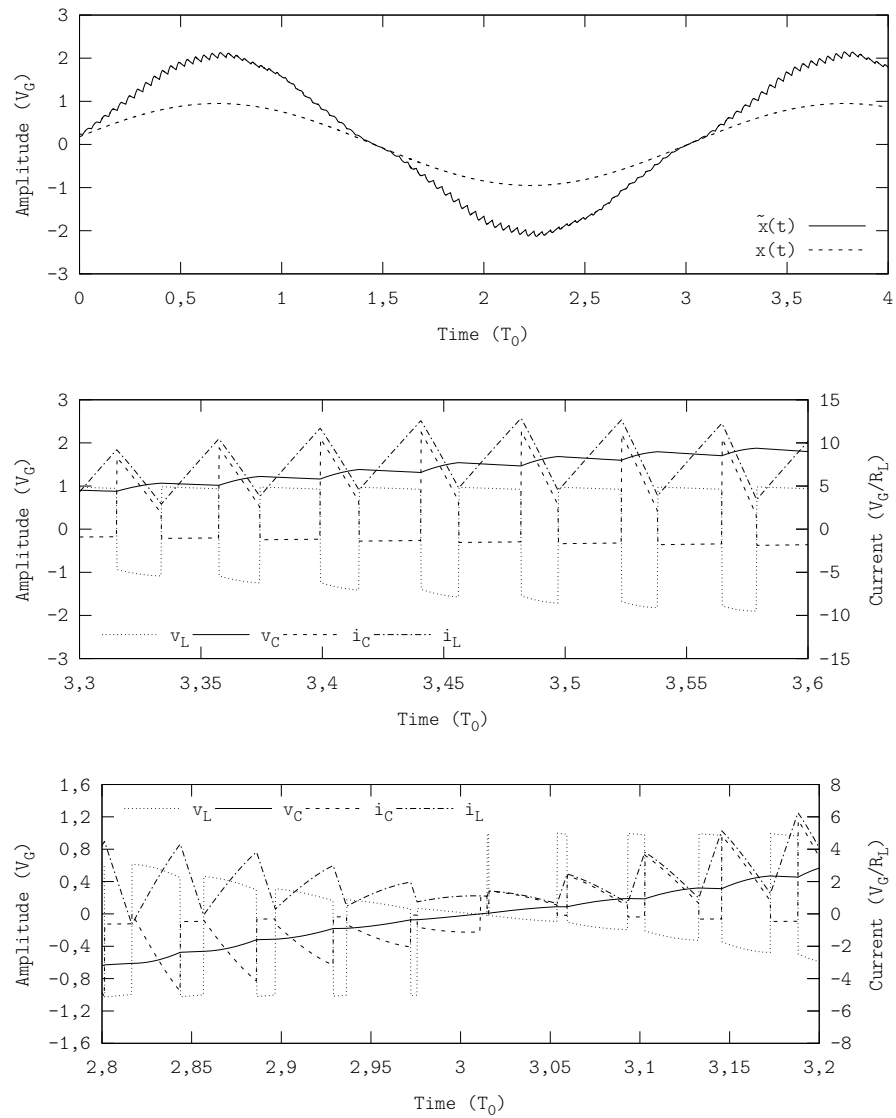 3
2
1
0
-1
-2
-3
Amplitude (V_G)
x̃(t)
x(t)
0 0,5 1 1,5 2 2,5 3 3,5 4
Time (T_0)
3
2
1
0
-1
-2
-3
Amplitude (V_G)
15
10
5
0
-5
-10
-15
Current (V_G/R_L)
v_L v_C i_C i_L
3,3 3,35 3,4 3,45 3,5 3,55 3,6
Time (T_0)
1,6
1,2
0,8
0,4
0
-0,4
-0,8
-1,2
-1,6
Amplitude (V_G)
8
6
4
2
0
-2
-4
-6
-8
Current (V_G/R_L)
v_L v_C i_C i_L
2,8 2,85 2,9 2,95 3 3,05 3,1 3,15 3,2
Time (T_0)